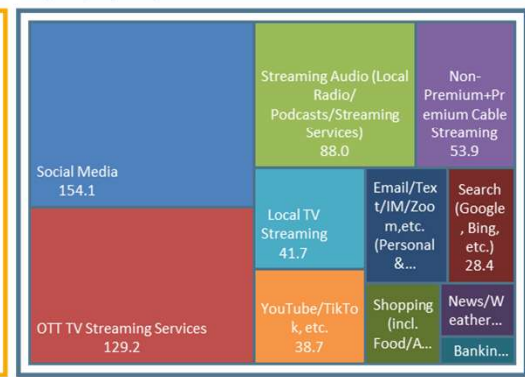 Social Media
154.1
OTT TV Streaming Services
129.2
Streaming Audio (Local
Radio/
Podcasts/Streaming
Services)
88.0
Non-
Premium+Pr
emium Cable
Streaming
53.9
Local TV
Streaming
41.7
YouTube/TikTo
k, etc.
38.7
Email/Tex
t/IM/Zoo
m,etc.
(Personal
&...
Search
(Google
, Bing,
etc.)
28.4
Shopping
(incl.
Food/A...
News/W
eather...
Bankin...